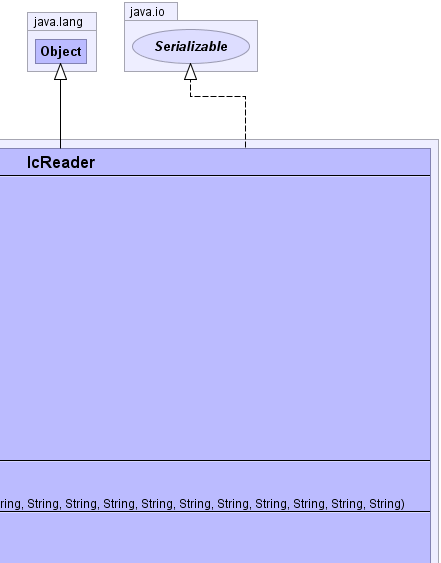 java.lang
java.io
Object
Serializable
IcReader
ring, String, String, String, String, String, String, String, String, String, String)